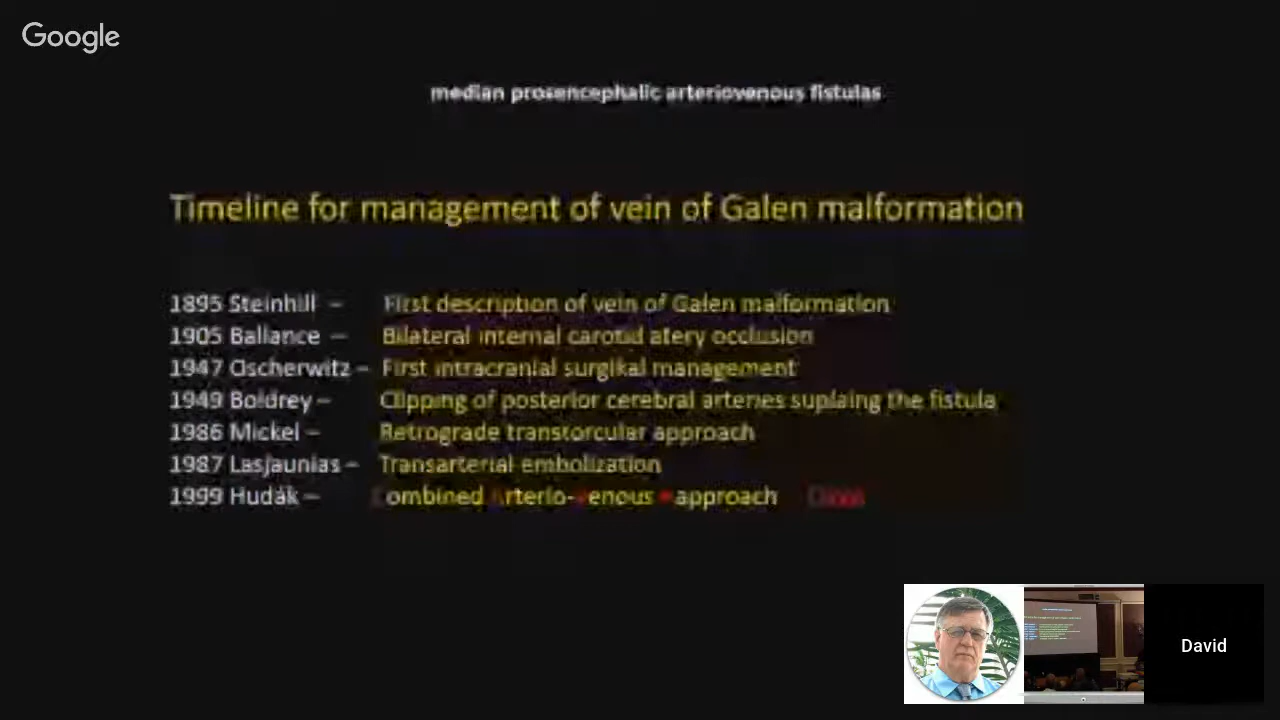 Google
median prosencephalic arteriovenous fistulas
Timeline for management of vein of Galen malformation
1895 Steinhill – First description of vein of Galen malformation
1905 Ballance – Bilateral internal carotid atery occlusion
1947 Oscherwitz – First intracranial surgikal management
1949 Boldrey – Clipping of posterior cerebral arteries suplaing the fistula
1986 Mickel – Retrograde transtorcular approach
1987 Lasjaunias – Transarterial embolization
1999 Hudák – Combined Arterio-Venous approach
David